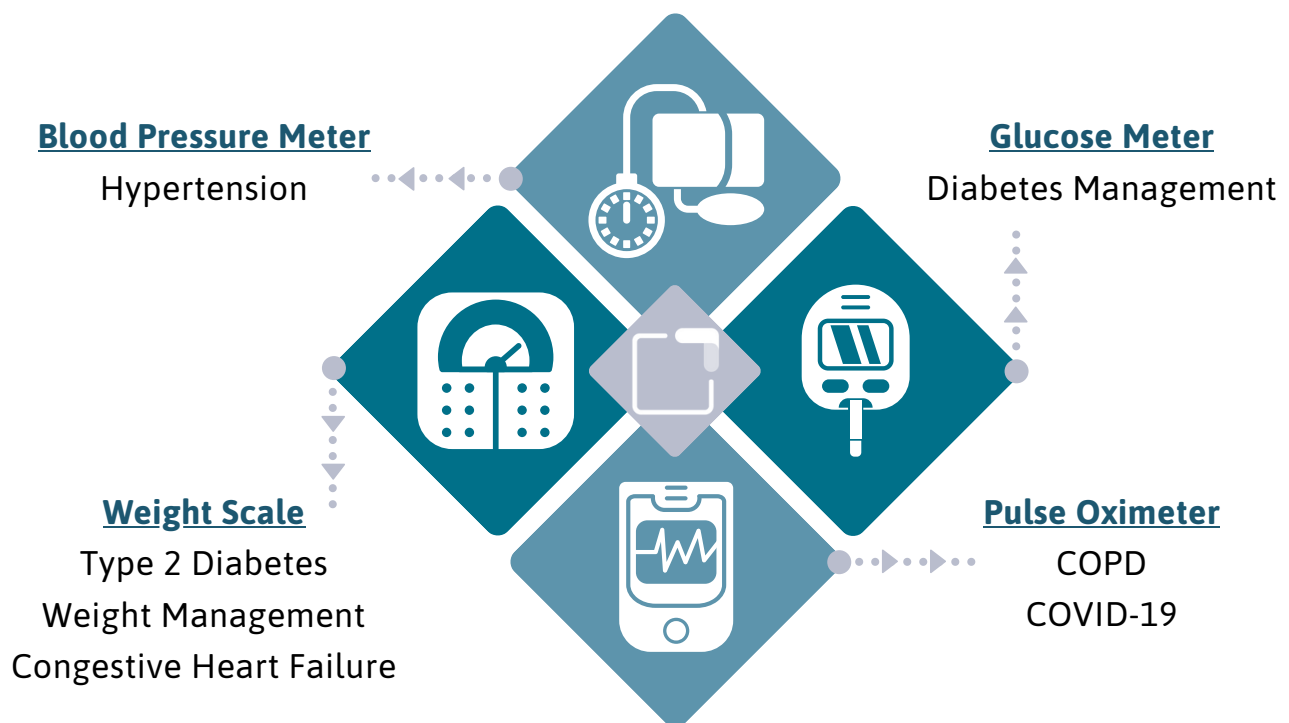 Blood Pressure Meter
Hypertension
Glucose Meter
Diabetes Management
Weight Scale
Type 2 Diabetes
Weight Management
Congestive Heart Failure
Pulse Oximeter
COPD
COVID-19